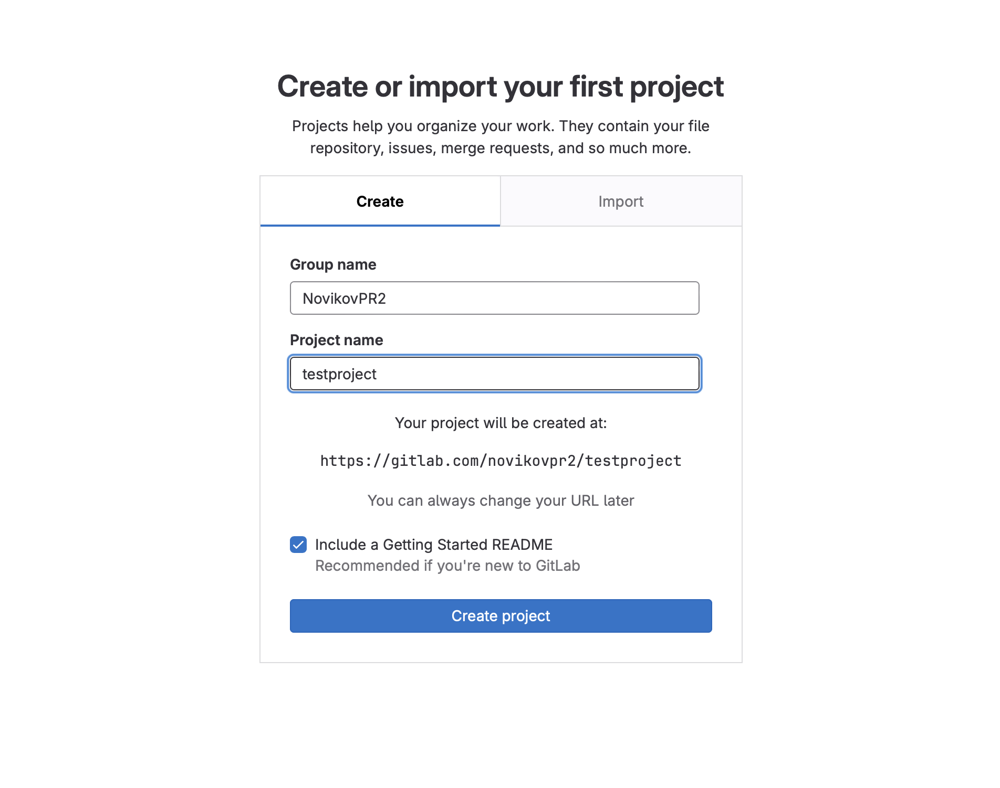 Create or import your first project
Projects help you organize your work. They contain your file
repository, issues, merge requests, and so much more.
Create
Import
Group name
NovikovPR2
Project name
testproject
Your project will be created at:
https://gitlab.com/novikovpr2/testproject
You can always change your URL later
Include a Getting Started README
Recommended if you're new to GitLab
Create project